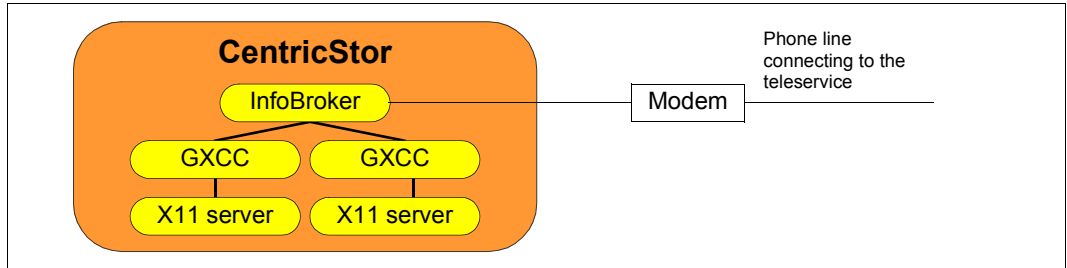 CentricStor
Phone line
connecting to the
teleservice
InfoBroker
Modem
GXCC
GXCC
X11 server
X11 server